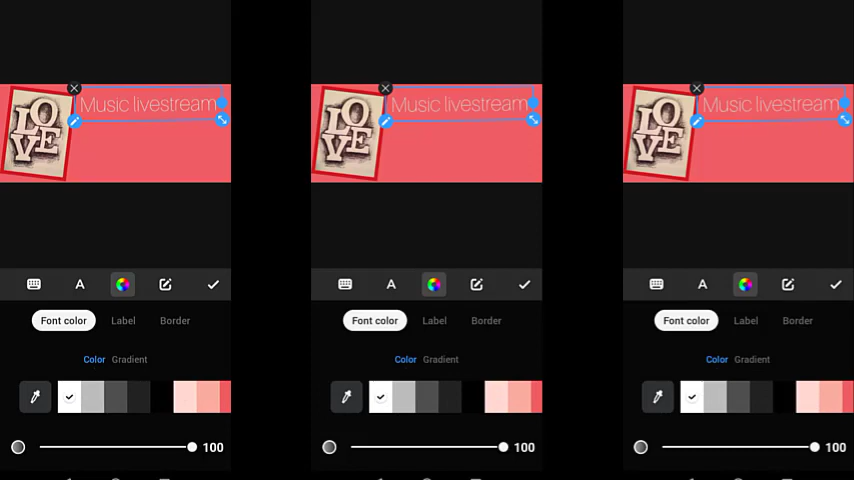 LOVE Music livestream LOVE Music livestream LOVE Music livestream
A A A
Font color Label Border Font color Label Border Font color Label Border
Color Gradient Color Gradient Color Gradient
100 100 100